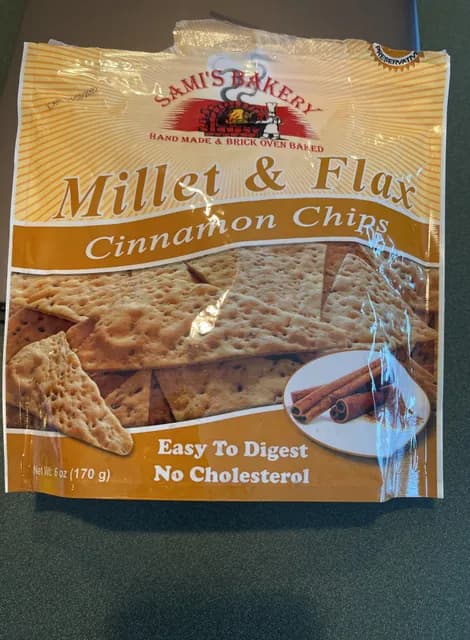 PRESERVATIVE
SAMI'S BAKERY
HAND MADE & BRICK OVEN BAKED
Millet & Flax
Cinnamon Chips
Easy To Digest
No Cholesterol
Net Wt. 6 oz (170 g)